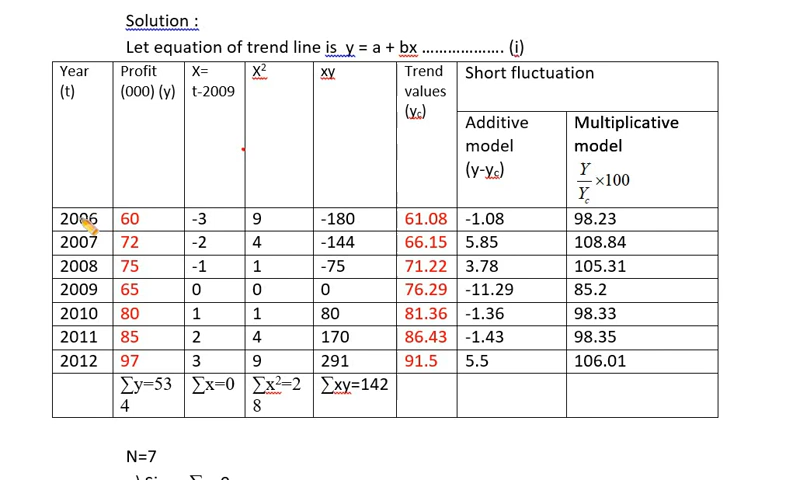 Solution :
Let equation of trend line is y = a + bx .................... (i)
Year (t) Profit (000) (y) X= t-2009 X² xy Trend values (yc) Short fluctuation
Additive model (y-yc) Multiplicative model Y/Yc ×100
2006 60 -3 9 -180 61.08 -1.08 98.23
2007 72 -2 4 -144 66.15 5.85 108.84
2008 75 -1 1 -75 71.22 3.78 105.31
2009 65 0 0 0 76.29 -11.29 85.2
2010 80 1 1 80 81.36 -1.36 98.33
2011 85 2 4 170 86.43 -1.43 98.35
2012 97 3 9 291 91.5 5.5 106.01
∑y=534 ∑x=0 ∑x²=28 ∑xy=142
N=7